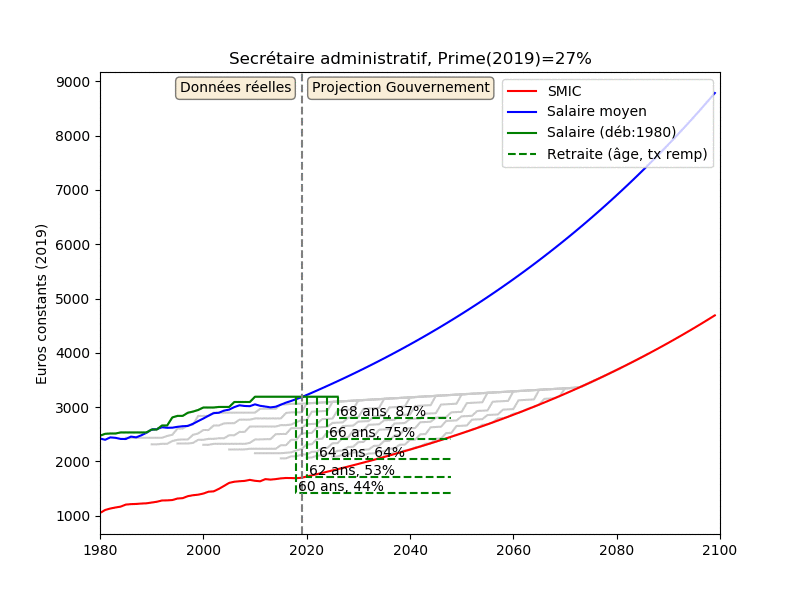 Secrétaire administratif, Prime(2019)=27%
Données réelles
Projection Gouvernement
SMIC
Salaire moyen
Salaire (déb:1980)
Retraite (âge, tx remp)
Euros constants (2019)
9000
8000
7000
6000
5000
4000
3000
2000
1000
68 ans, 87%
66 ans, 75%
64 ans, 64%
62 ans, 53%
60 ans, 44%
1980
2000
2020
2040
2060
2080
2100